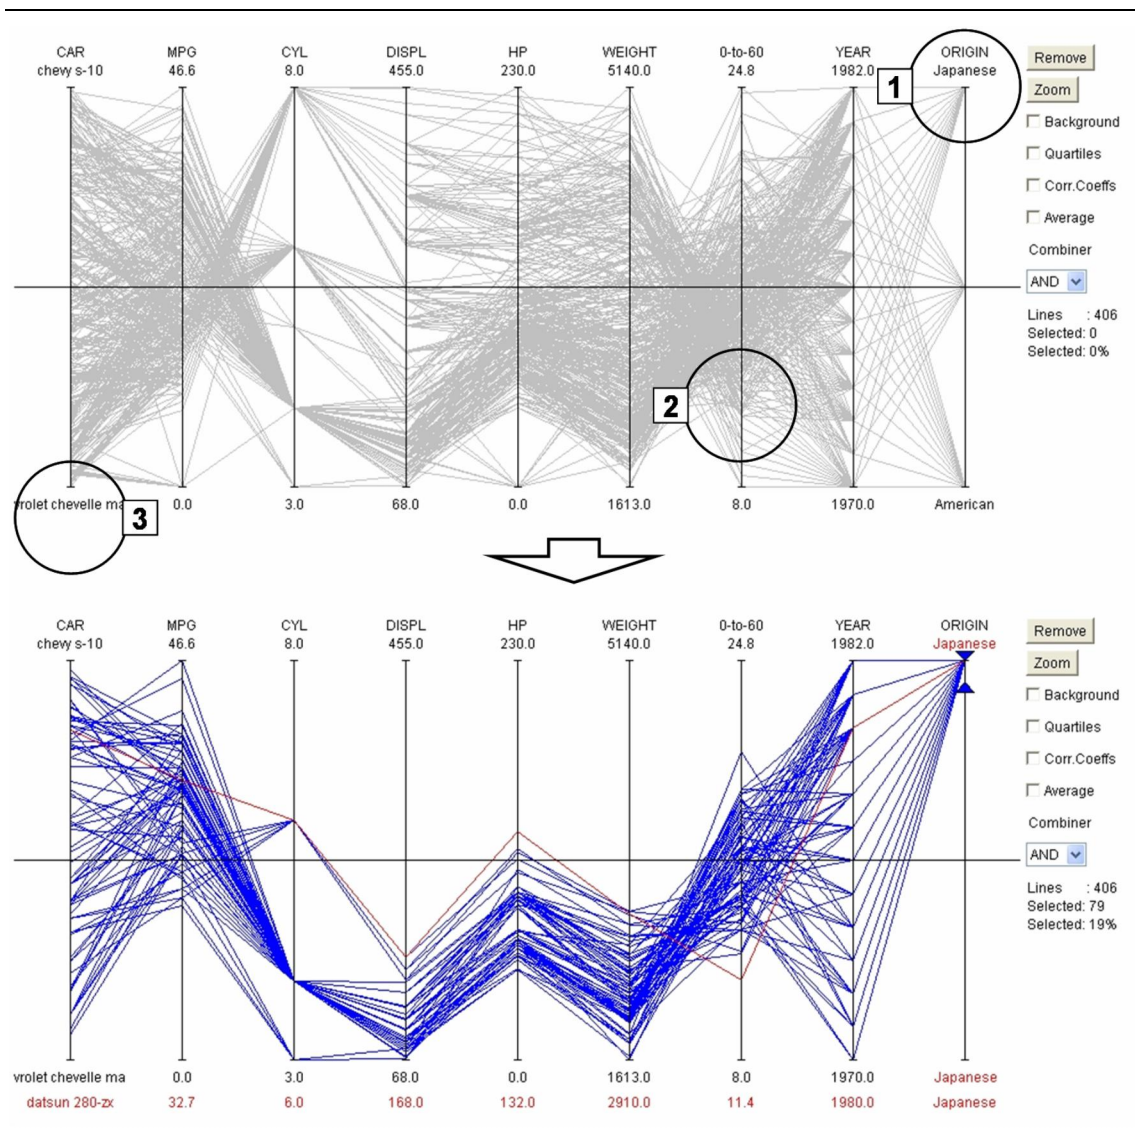 CAR MPG CYL DISPL HP WEIGHT 0-to-60 YEAR ORIGIN
chevy s-10 46.6 8.0 455.0 230.0 5140.0 24.8 1982.0 Japanese
Remove
1
Zoom
Background
Quartiles
Corr.Coeffs
Average
Combiner
AND
Lines : 406
Selected: 0
Selected: 0%
2
vrolet chevelle ma 0.0 3.0 68.0 0.0 1613.0 8.0 1970.0 American
3
CAR MPG CYL DISPL HP WEIGHT 0-to-60 YEAR ORIGIN
chevy s-10 46.6 8.0 455.0 230.0 5140.0 24.8 1982.0 Japanese
Remove
Zoom
Background
Quartiles
Corr.Coeffs
Average
Combiner
AND
Lines : 406
Selected: 79
Selected: 19%
vrolet chevelle ma 0.0 3.0 68.0 0.0 1613.0 8.0 1970.0 Japanese
datsun 280-zx 32.7 6.0 168.0 132.0 2910.0 11.4 1980.0 Japanese